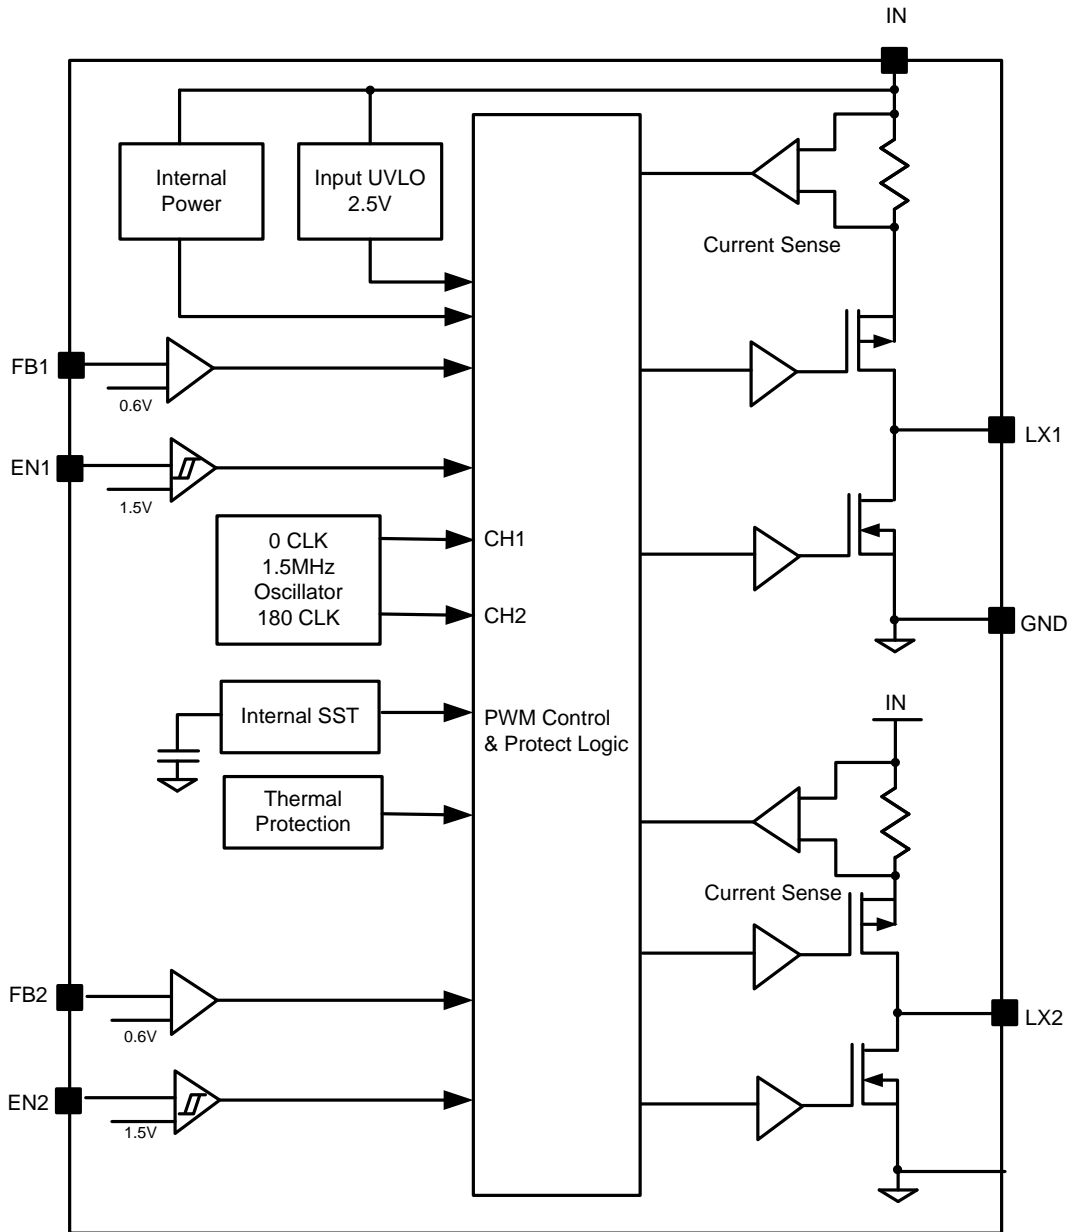 IN
Internal
Power
Input UVLO
2.5V
Current Sense
FB1
0.6V
LX1
EN1
1.5V
0 CLK
1.5MHz
Oscillator
180 CLK
CH1
CH2
GND
Internal SST
PWM Control
& Protect Logic
IN
Thermal
Protection
Current Sense
FB2
0.6V
LX2
EN2
1.5V